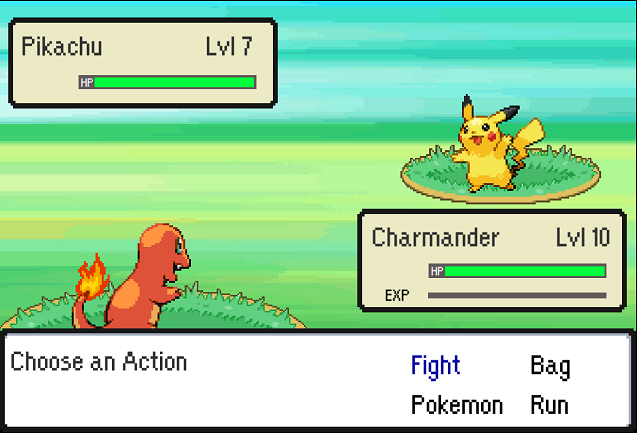 Pikachu Lvl 7
HP
Charmander Lvl 10
HP
EXP
Choose an Action
Fight Bag
Pokemon Run